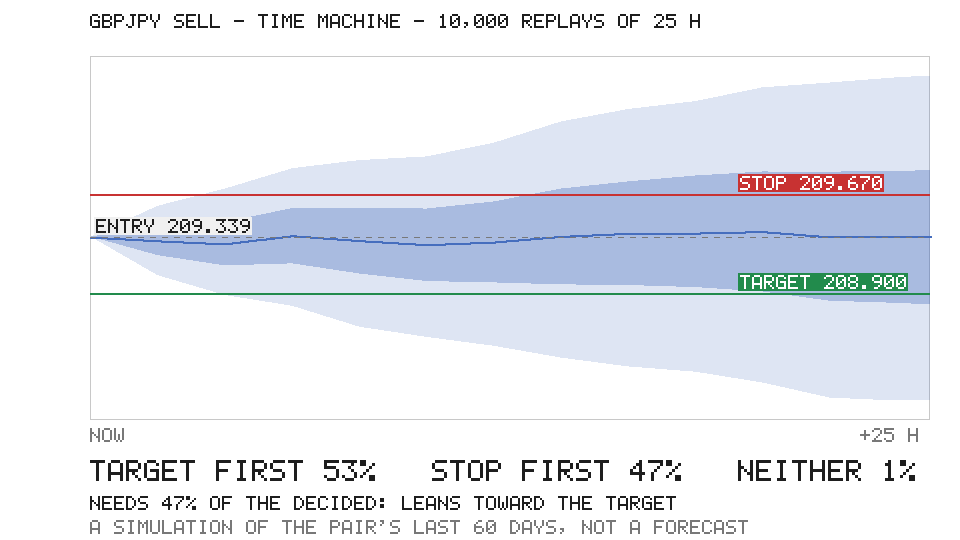 GBPJPY SELL - TIME MACHINE - 10,000 REPLAYS OF 25 H
STOP 209.670
ENTRY 209.339
TARGET 208.900
NOW +25 H
TARGET FIRST 53% STOP FIRST 47% NEITHER 1%
NEEDS 47% OF THE DECIDED: LEANS TOWARD THE TARGET
A SIMULATION OF THE PAIR'S LAST 60 DAYS, NOT A FORECAST